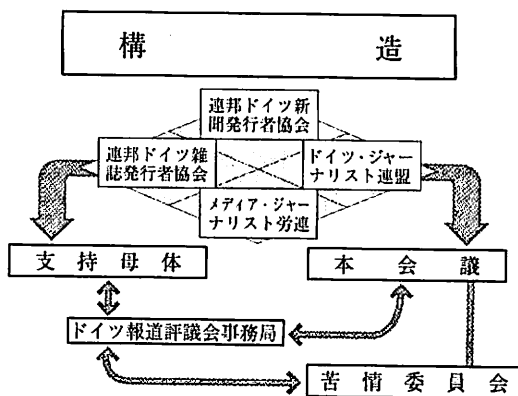 構造
連邦ドイツ新
聞発行者協会
連邦ドイツ雑
誌発行者協会
ドイツ・ジャー
ナリスト連盟
メディア・ジャー
ナリスト労連
支持母体
本会議
ドイツ報道評議会事務局
苦情委員会